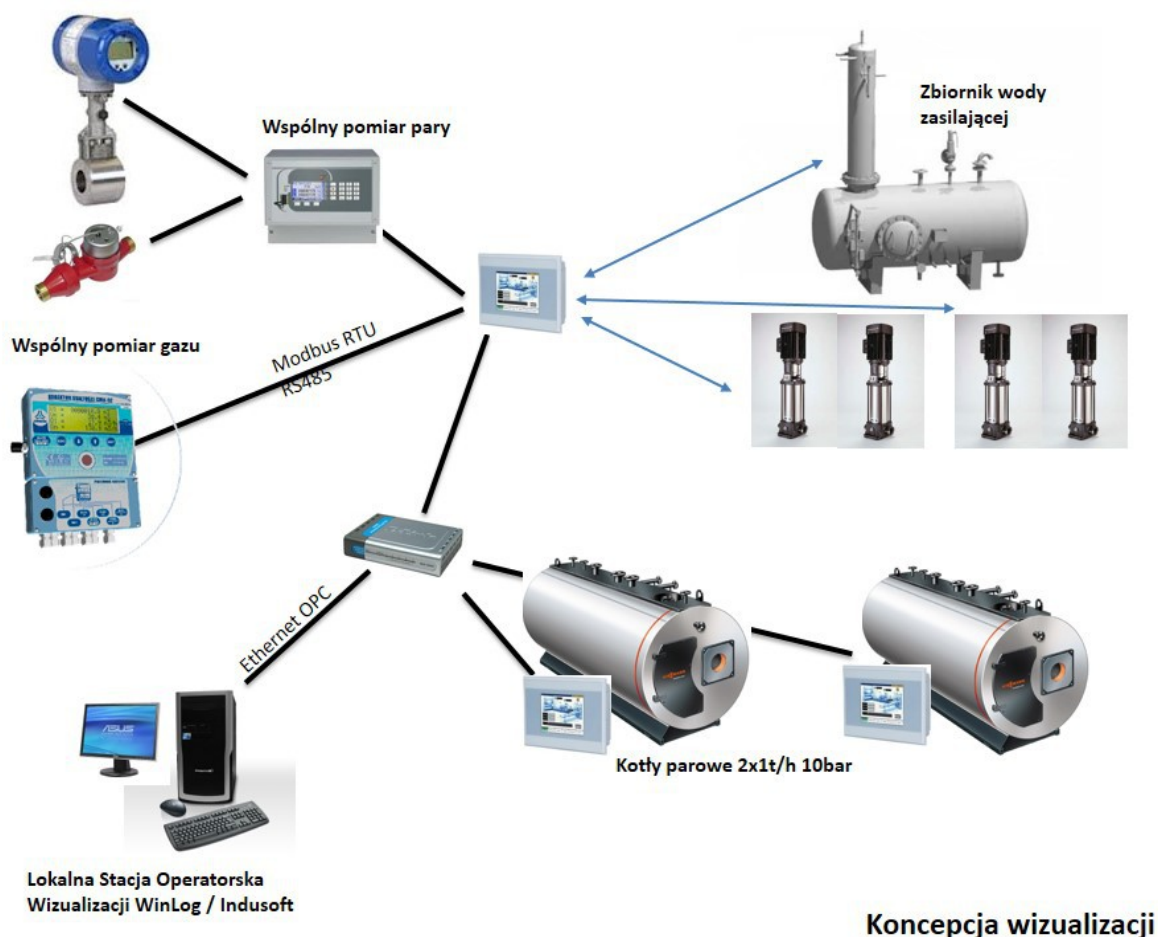 Wspólny pomiar pary
Zbiornik wody
zasilającej
Wspólny pomiar gazu
Modbus RTU
RS485
Ethernet OPC
ASUS
Kotły parowe 2x1t/h 10bar
Lokalna Stacja Operatorska
Wizualizacji WinLog / Indusoft
Koncepcja wizualizacji